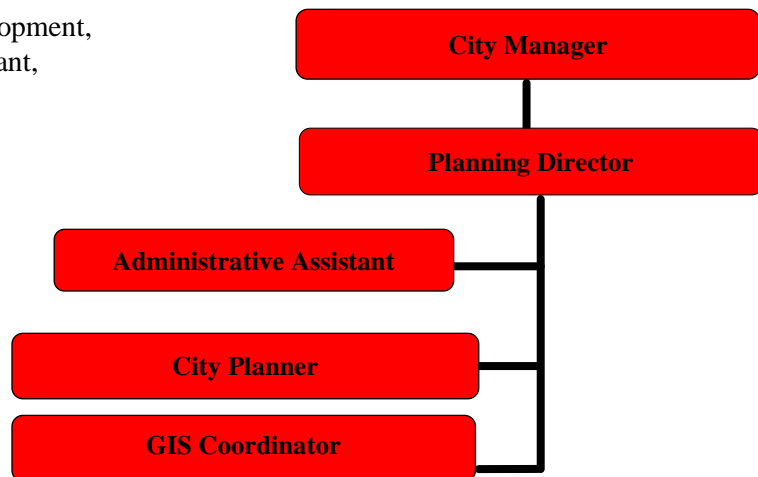 opment,
ant,
City Manager
Planning Director
Administrative Assistant
City Planner
GIS Coordinator